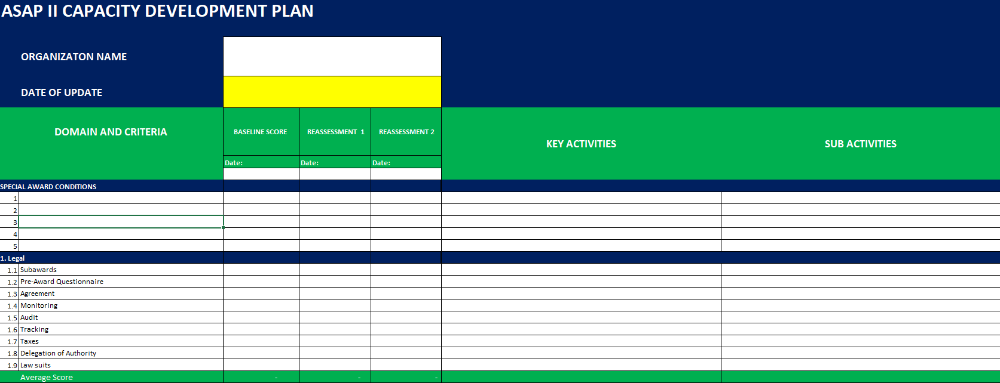 ASAP II CAPACITY DEVELOPMENT PLAN
ORGANIZATON NAME
DATE OF UPDATE
DOMAIN AND CRITERIA BASELINE SCORE REASSESSMENT 1 REASSESSMENT 2 KEY ACTIVITIES SUB ACTIVITIES
Date: Date: Date:
SPECIAL AWARD CONDITIONS
1
2
3
4
5
1. Legal
1.1 Subawards
1.2 Pre-Award Questionnaire
1.3 Agreement
1.4 Monitoring
1.5 Audit
1.6 Tracking
1.7 Taxes
1.8 Delegation of Authority
1.9 Law suits
Average Score - - -